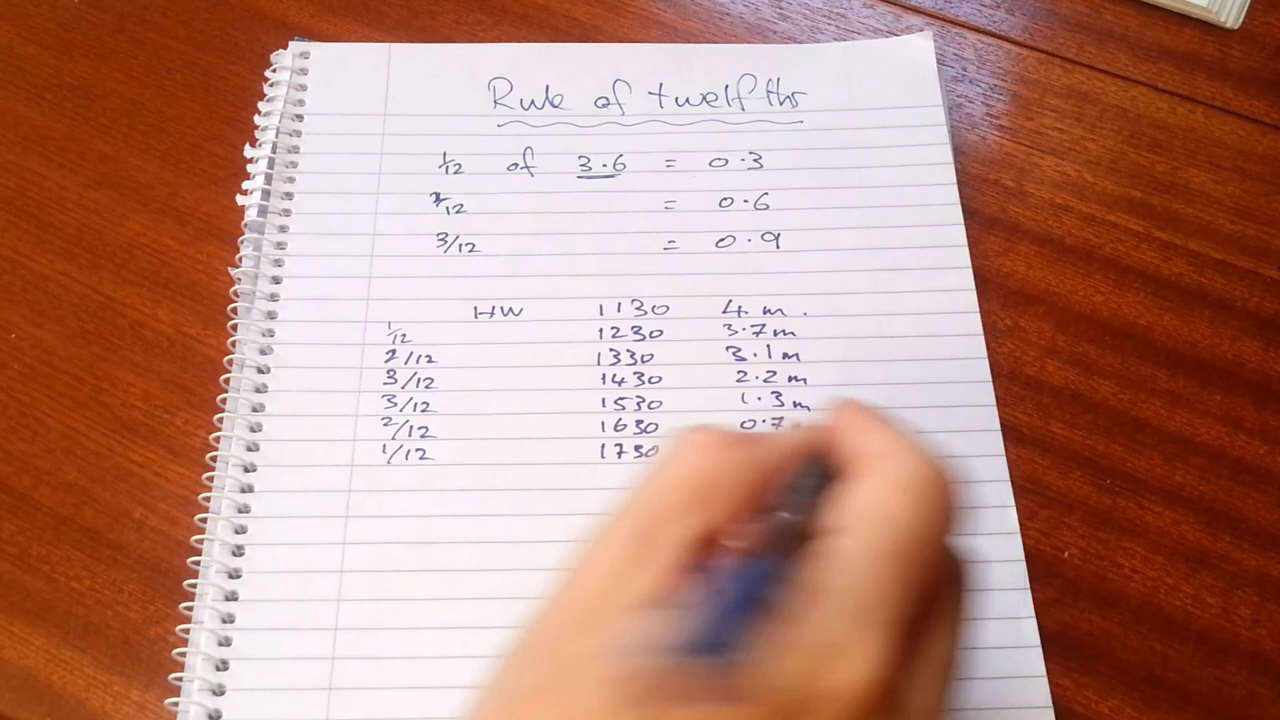 Rule of twelfths
1/12 of 3.6 = 0.3
2/12 = 0.6
3/12 = 0.9
HW 1130 4 m.
1/12 1230 3.7m
2/12 1330 3.1m
3/12 1430 2.2m
3/12 1530 1.3m
2/12 1630 0.7
1/12 1730